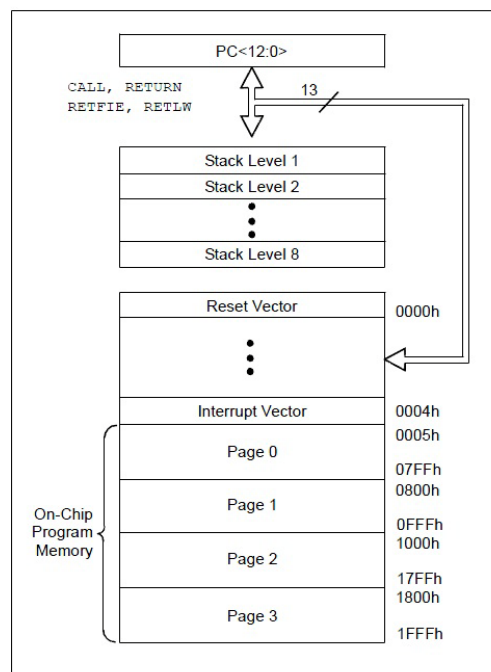 PC<12:0>
CALL, RETURN
RETFIE, RETLW
13
Stack Level 1
Stack Level 2
Stack Level 8
Reset Vector
0000h
Interrupt Vector
0004h
0005h
Page 0
07FFh
0800h
Page 1
0FFFh
On-Chip
Program
Memory
1000h
Page 2
17FFh
1800h
Page 3
1FFFh